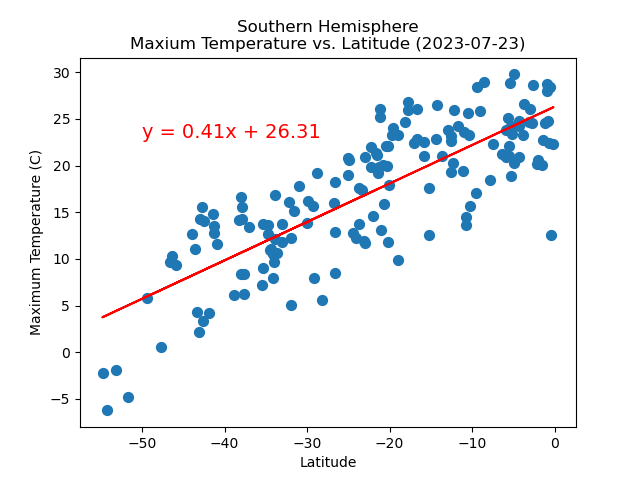 Southern Hemisphere
Maxium Temperature vs. Latitude (2023-07-23)
30
25
20
15
10
5
0
−5
Maximum Temperature (C)
y = 0.41x + 26.31
−50
−40
−30
−20
−10
0
Latitude